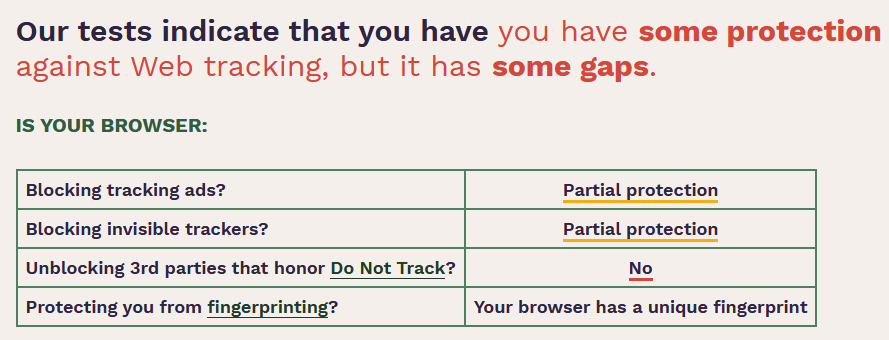 Our tests indicate that you have you have some protection
against Web tracking, but it has some gaps.
IS YOUR BROWSER:
Blocking tracking ads? Partial protection
Blocking invisible trackers? Partial protection
Unblocking 3rd parties that honor Do Not Track? No
Protecting you from fingerprinting? Your browser has a unique fingerprint